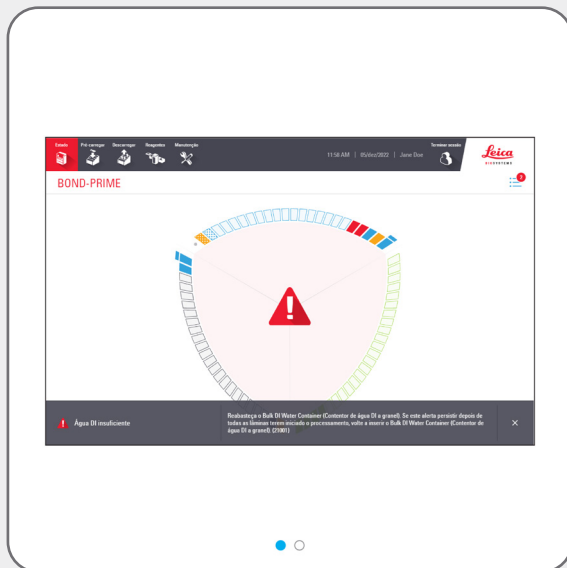 Estado Pré-carregar Descarregar Reagentes Manutenção
11:58 AM | 05/dez/2022 | Jane Doe
Terminar sessão
Leica
BIOSYSTEMS
BOND-PRIME
Água DI insuficiente
Reabasteça o Bulk DI Water Container (Contentor de água DI a granel). Se este alerta persistir depois de
todas as lâminas terem iniciado o processamento, volte a inserir o Bulk DI Water Container (Contentor de
água DI a granel). (21001)